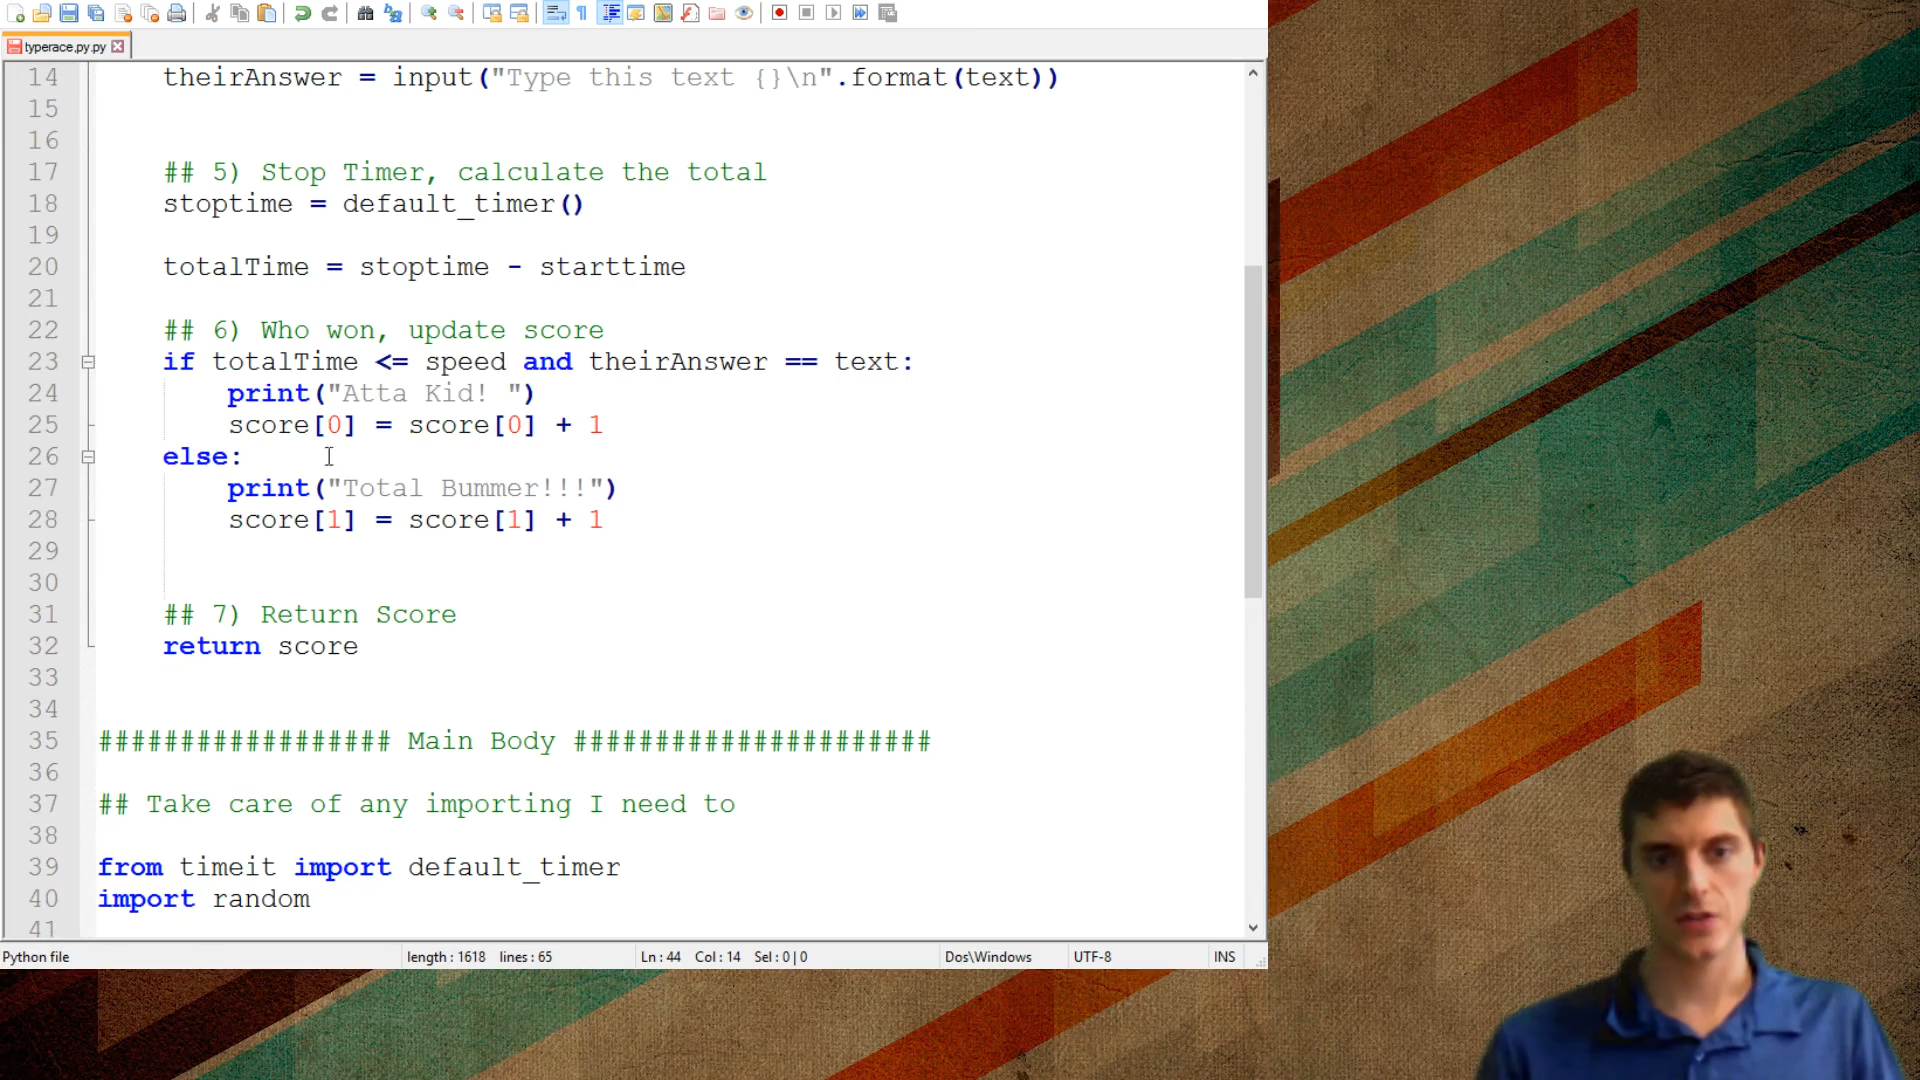 typerace.py.py
14 theirAnswer = input("Type this text {}\n".format(text))
15
16
17 ## 5) Stop Timer, calculate the total
18 stoptime = default_timer()
19
20 totalTime = stoptime - starttime
21
22 ## 6) Who won, update score
23 if totalTime <= speed and theirAnswer == text:
24 print("Atta Kid! ")
25 score[0] = score[0] + 1
26 else:
27 print("Total Bummer!!!")
28 score[1] = score[1] + 1
29
30
31 ## 7) Return Score
32 return score
33
34
35 ################## Main Body ######################
36
37 ## Take care of any importing I need to
38
39 from timeit import default_timer
40 import random
41
Python file length : 1618 lines : 65 Ln : 44 Col : 14 Sel : 0 | 0 Dos\Windows UTF-8 INS